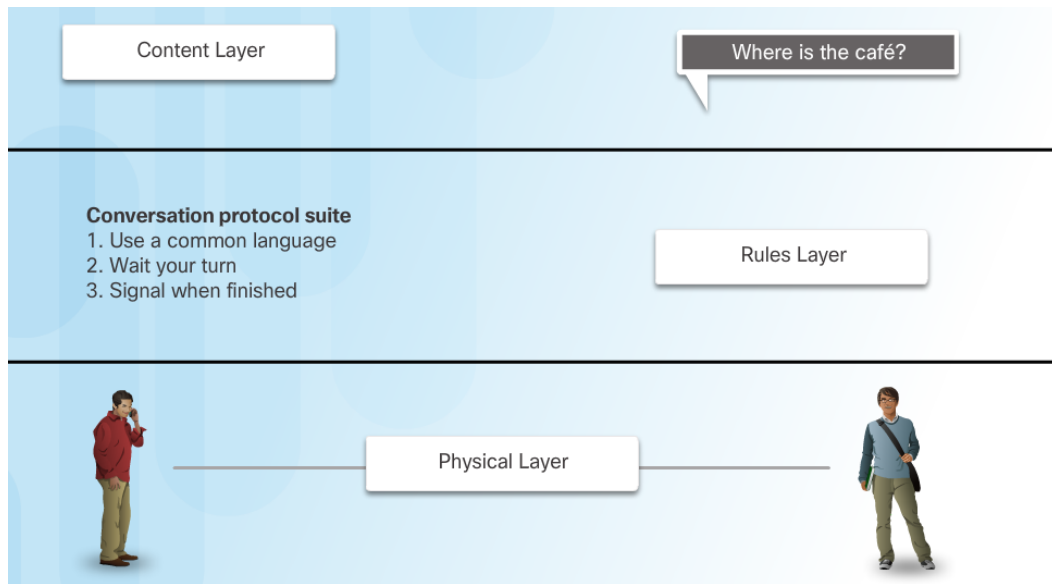 Content Layer
Where is the café?
Conversation protocol suite
1. Use a common language
2. Wait your turn
3. Signal when finished
Rules Layer
Physical Layer